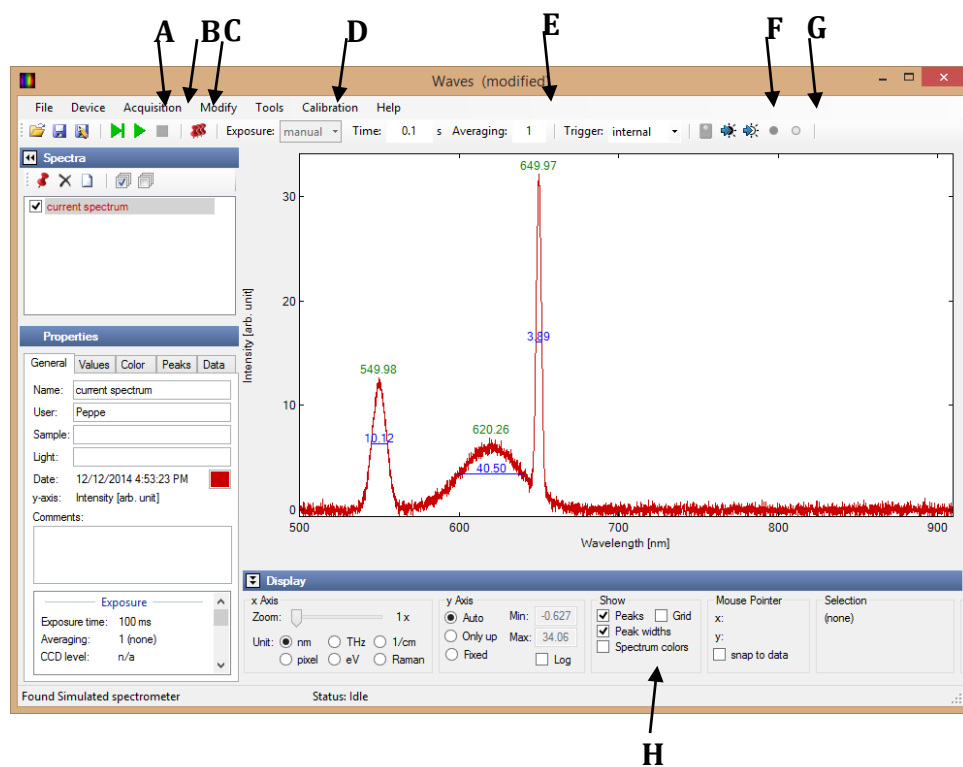 A B C D E F G
Waves (modified)
File Device Acquisition Modify Tools Calibration Help
Exposure: manual Time: 0.1 s Averaging: 1 Trigger: internal
Spectra
current spectrum
Properties
General Values Color Peaks Data
Name: current spectrum
User: Peppe
Sample:
Light:
Date: 12/12/2014 4:53:23 PM
y-axis: Intensity [arb. unit]
Comments:
Exposure
Exposure time: 100 ms
Averaging: 1 (none)
CCD level: n/a
Intensity [arb. unit]
30
20
10
0
649.97
3.89
549.98
10.12
620.26
40.50
500 600 700 800 900
Wavelength [nm]
Display
x Axis
Zoom: 1 x
Unit: nm THz 1/cm
pixel eV Raman
y Axis
Auto Min: -0.627
Only up Max: 34.06
Fixed Log
Show
Peaks Grid
Peak widths
Spectrum colors
Mouse Pointer
x:
y:
snap to data
Selection
(none)
Found Simulated spectrometer Status: Idle
H